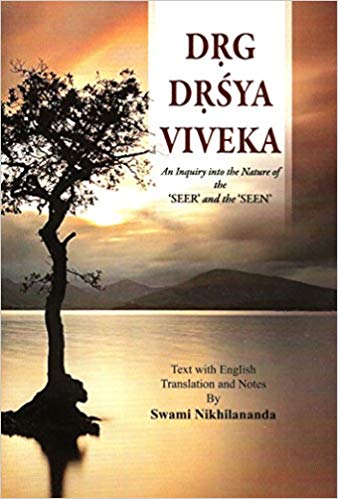 DṚG
DṚŚYA
VIVEKA
An Inquiry into the Nature of
the
'SEER' and the 'SEEN'
Text with English
Translation and Notes
By
Swami Nikhilananda